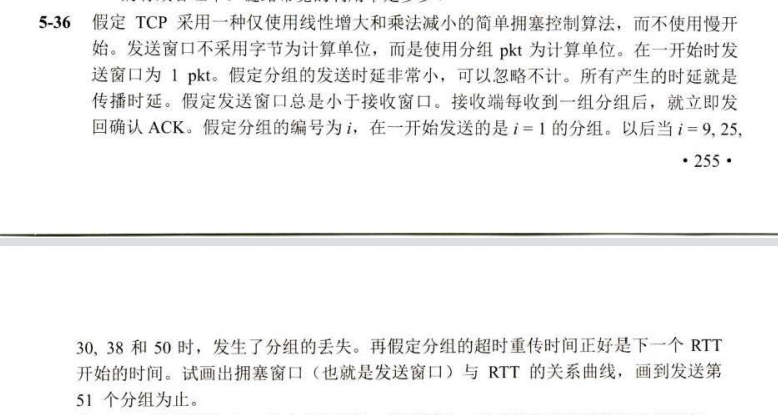 5-36 假定 TCP 采用一种仅使用线性增大和乘法减小的简单拥塞控制算法，而不使用慢开
始。发送窗口不采用字节为计算单位，而是使用分组 pkt 为计算单位。在一开始时发
送窗口为 1 pkt。假定分组的发送时延非常小，可以忽略不计。所有产生的时延就是
传播时延。假定发送窗口总是小于接收窗口。接收端每收到一组分组后，就立即发
回确认 ACK。假定分组的编号为 i，在一开始发送的是 i = 1 的分组。以后当 i = 9, 25,
• 255 •
30, 38 和 50 时，发生了分组的丢失。再假定分组的超时重传时间正好是下一个 RTT
开始的时间。试画出拥塞窗口（也就是发送窗口）与 RTT 的关系曲线，画到发送第
51 个分组为止。